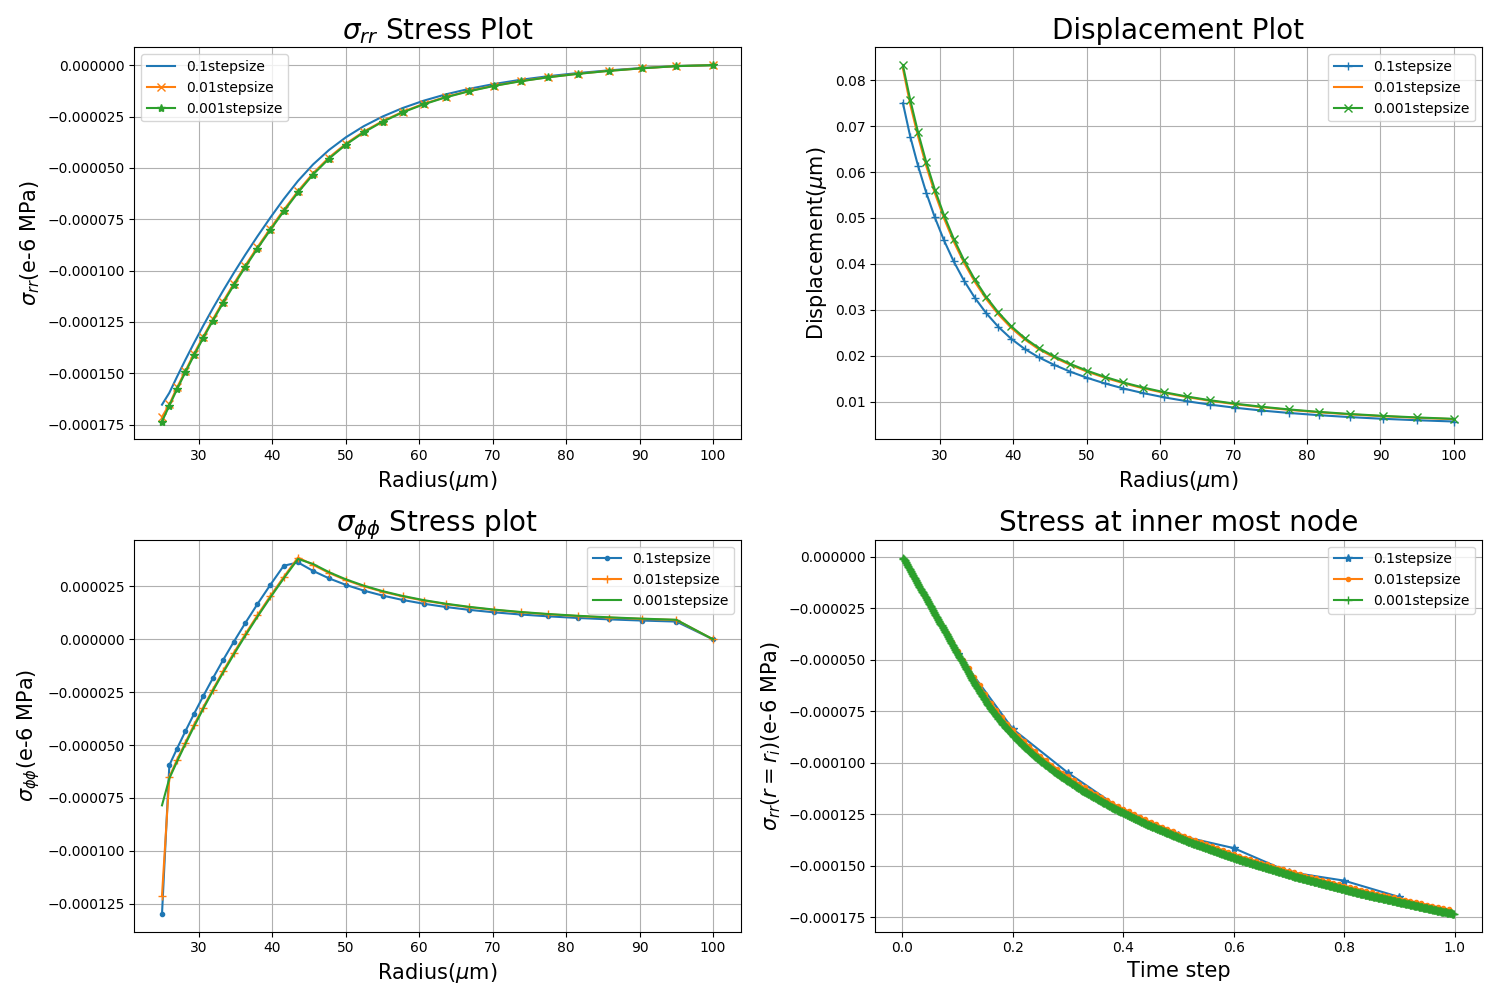 σrr Stress Plot
0.1stepsize
0.01stepsize
0.001stepsize
0.000000
−0.000025
−0.000050
−0.000075
−0.000100
−0.000125
−0.000150
−0.000175
σrr(e-6 MPa)
30 40 50 60 70 80 90 100
Radius(μm)
Displacement Plot
0.1stepsize
0.01stepsize
0.001stepsize
0.08
0.07
0.06
0.05
0.04
0.03
0.02
0.01
Displacement(μm)
30 40 50 60 70 80 90 100
Radius(μm)
σϕϕ Stress plot
0.1stepsize
0.01stepsize
0.001stepsize
0.000025
0.000000
−0.000025
−0.000050
−0.000075
−0.000100
−0.000125
σϕϕ(e-6 MPa)
30 40 50 60 70 80 90 100
Radius(μm)
Stress at inner most node
0.1stepsize
0.01stepsize
0.001stepsize
0.000000
−0.000025
−0.000050
−0.000075
−0.000100
−0.000125
−0.000150
−0.000175
σrr(r = ri)(e-6 MPa)
0.0 0.2 0.4 0.6 0.8 1.0
Time step